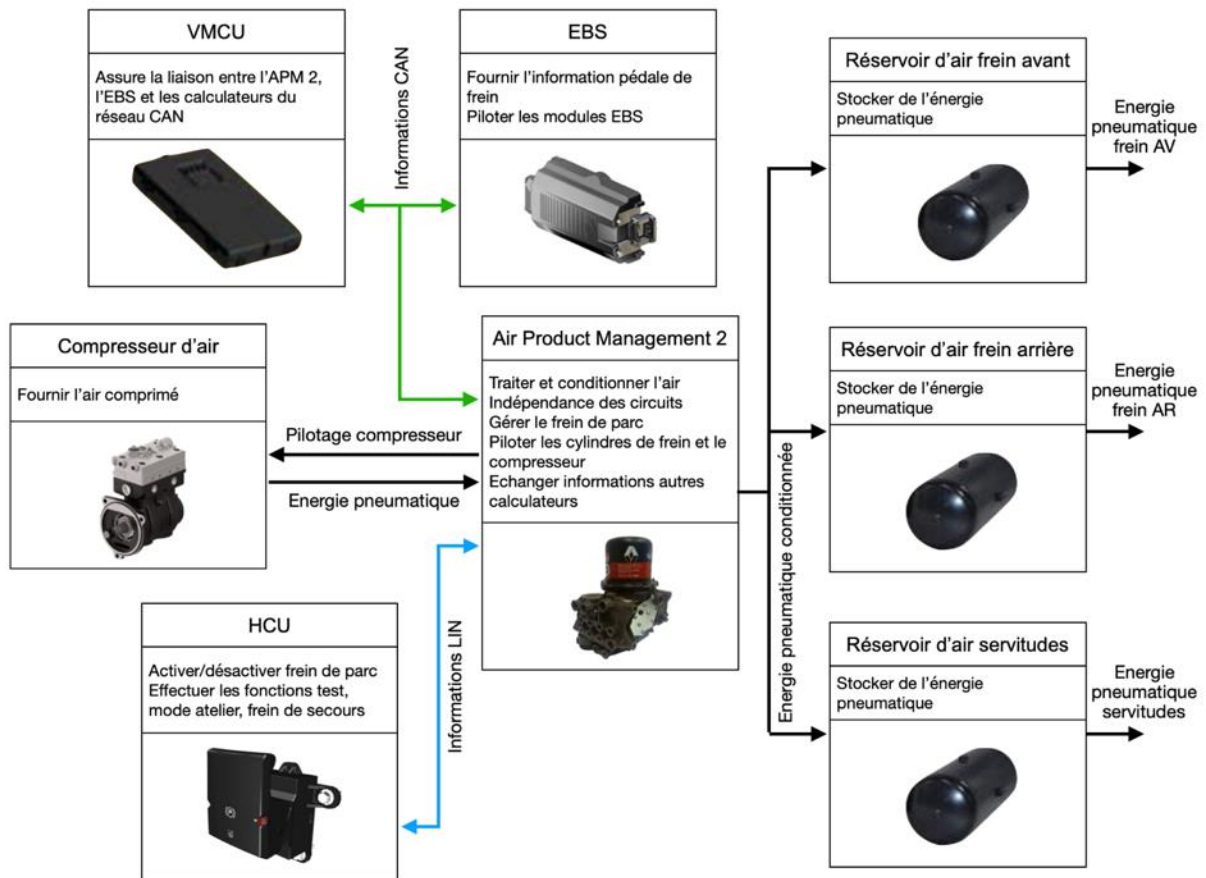 VMCU
Assure la liaison entre l'APM 2,
l'EBS et les calculateurs du
réseau CAN
Informations CAN
EBS
Fournir l'information pédale de
frein
Piloter les modules EBS
Réservoir d'air frein avant
Stocker de l'énergie
pneumatique
Energie
pneumatique
frein AV
Compresseur d'air
Fournir l'air comprimé
Pilotage compresseur
Energie pneumatique
Air Product Management 2
Traiter et conditionner l'air
Indépendance des circuits
Gérer le frein de parc
Piloter les cylindres de frein et le
compresseur
Echanger informations autres
calculateurs
Energie pneumatique conditionnée
Réservoir d'air frein arrière
Stocker de l'énergie
pneumatique
Energie
pneumatique
frein AR
HCU
Activer/désactiver frein de parc
Effectuer les fonctions test,
mode atelier, frein de secours
Informations LIN
Réservoir d'air servitudes
Stocker de l'énergie
pneumatique
Energie
pneumatique
servitudes